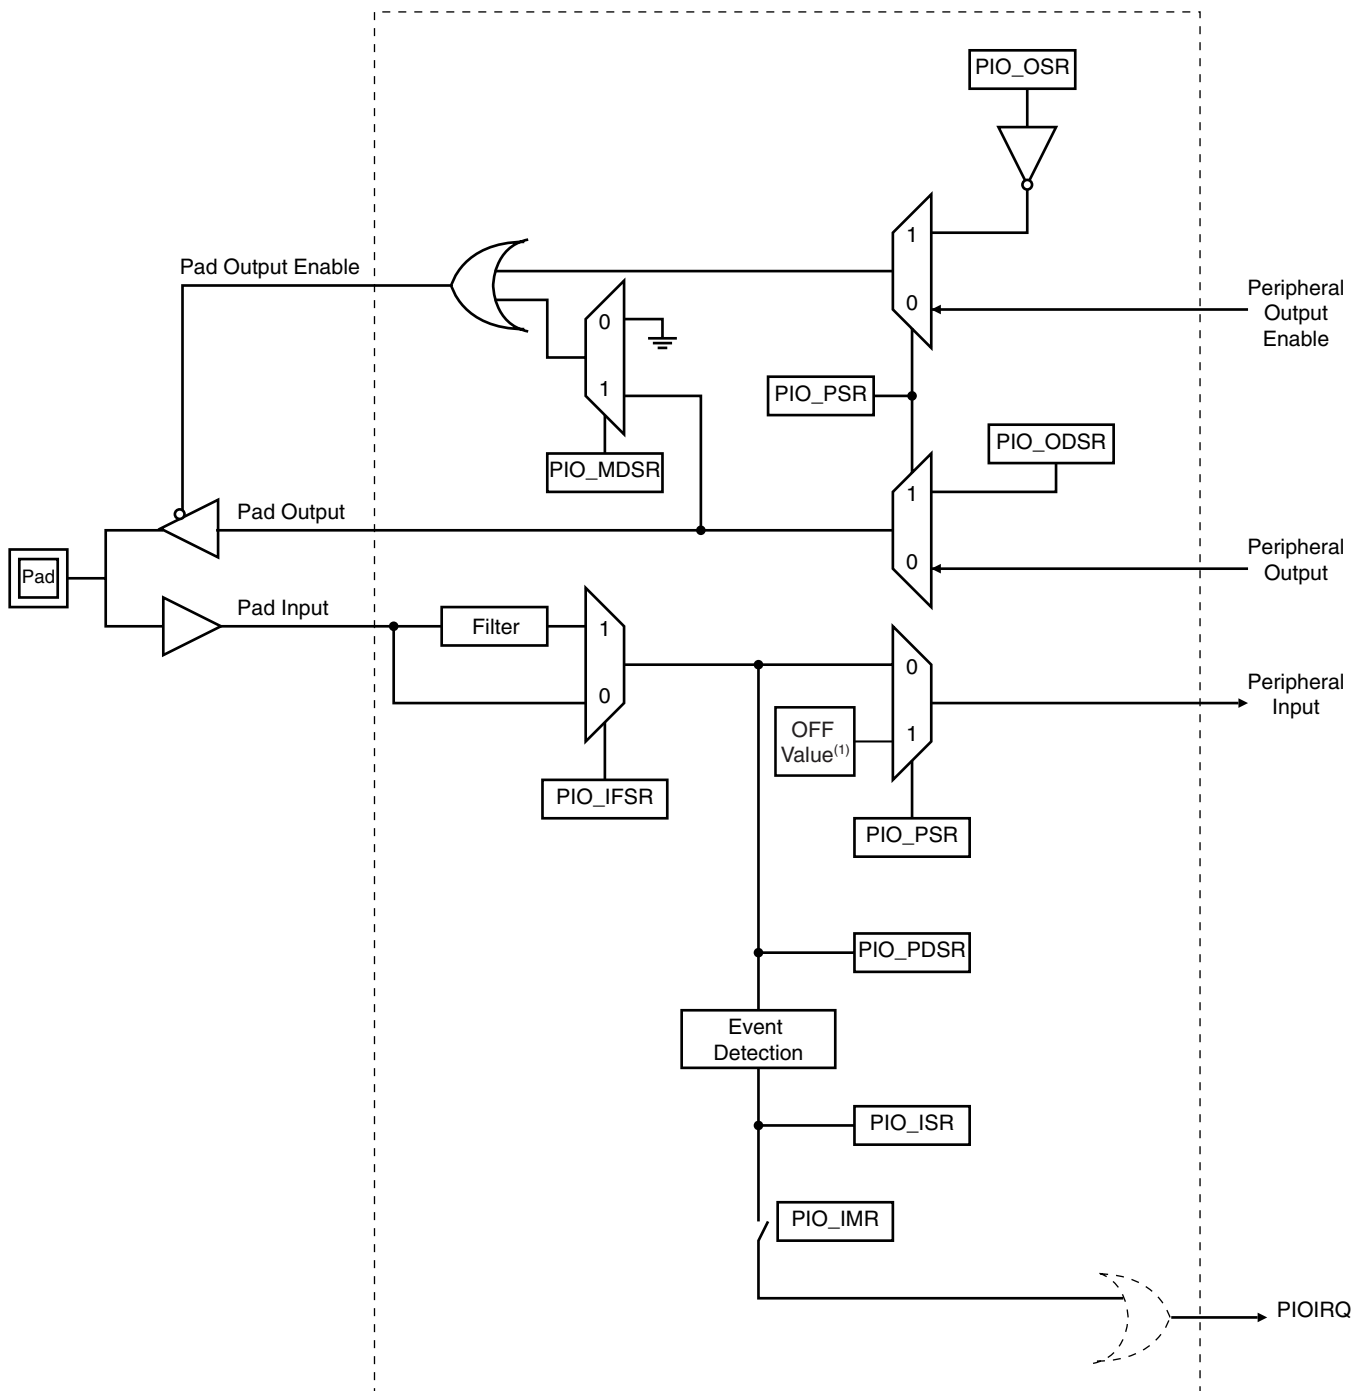 PIO_OSR
1
Pad Output Enable
0
Peripheral
Output
Enable
0
1
PIO_PSR
PIO_MDSR
PIO_ODSR
1
Pad Output
0
Peripheral
Output
Pad
Pad Input
Filter
1
0
0
Peripheral
Input
OFF
Value(1)
1
PIO_IFSR
PIO_PSR
PIO_PDSR
Event
Detection
PIO_ISR
PIO_IMR
PIOIRQ